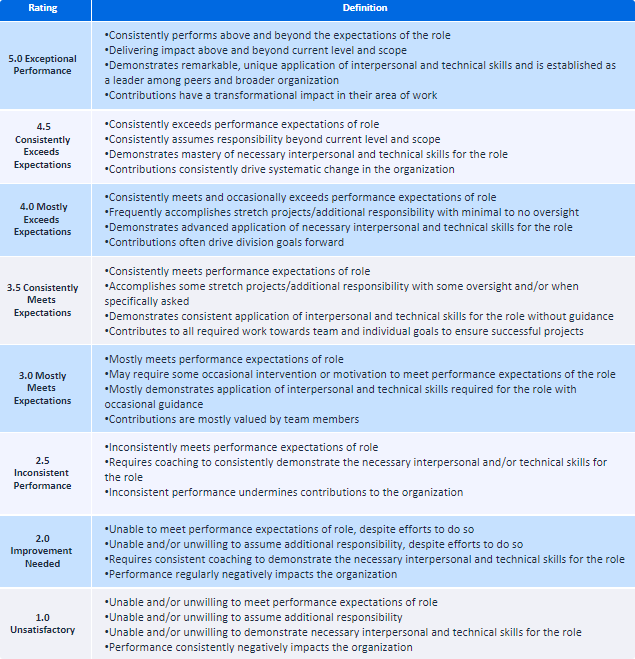 Rating Definition
5.0 Exceptional
Performance
•Consistently performs above and beyond the expectations of the role
•Delivering impact above and beyond current level and scope
•Demonstrates remarkable, unique application of interpersonal and technical skills and is established as
a leader among peers and broader organization
•Contributions have a transformational impact in their area of work
4.5
Consistently
Exceeds
Expectations
•Consistently exceeds performance expectations of role
•Consistently assumes responsibility beyond current level and scope
•Demonstrates mastery of necessary interpersonal and technical skills for the role
•Contributions consistently drive systematic change in the organization
4.0 Mostly
Exceeds
Expectations
•Consistently meets and occasionally exceeds performance expectations of role
•Frequently accomplishes stretch projects/additional responsibility with minimal to no oversight
•Demonstrates advanced application of necessary interpersonal and technical skills for the role
•Contributions often drive division goals forward
3.5 Consistently
Meets
Expectations
•Consistently meets performance expectations of role
•Accomplishes some stretch projects/additional responsibility with some oversight and/or when
specifically asked
•Demonstrates consistent application of interpersonal and technical skills for the role without guidance
•Contributes to all required work towards team and individual goals to ensure successful projects
3.0 Mostly
Meets
Expectations
•Mostly meets performance expectations of role
•May require some occasional intervention or motivation to meet performance expectations of the role
•Mostly demonstrates application of interpersonal and technical skills required for the role with
occasional guidance
•Contributions are mostly valued by team members
2.5
Inconsistent
Performance
•Inconsistently meets performance expectations of role
•Requires coaching to consistently demonstrate the necessary interpersonal and/or technical skills for
the role
•Inconsistent performance undermines contributions to the organization
2.0
Improvement
Needed
•Unable to meet performance expectations of role, despite efforts to do so
•Unable and/or unwilling to assume additional responsibility, despite efforts to do so
•Requires consistent coaching to demonstrate the necessary interpersonal and technical skills for the role
•Performance regularly negatively impacts the organization
1.0
Unsatisfactory
•Unable and/or unwilling to meet performance expectations of role
•Unable and/or unwilling to assume additional responsibility
•Unable and/or unwilling to demonstrate necessary interpersonal and technical skills for the role
•Performance consistently negatively impacts the organization